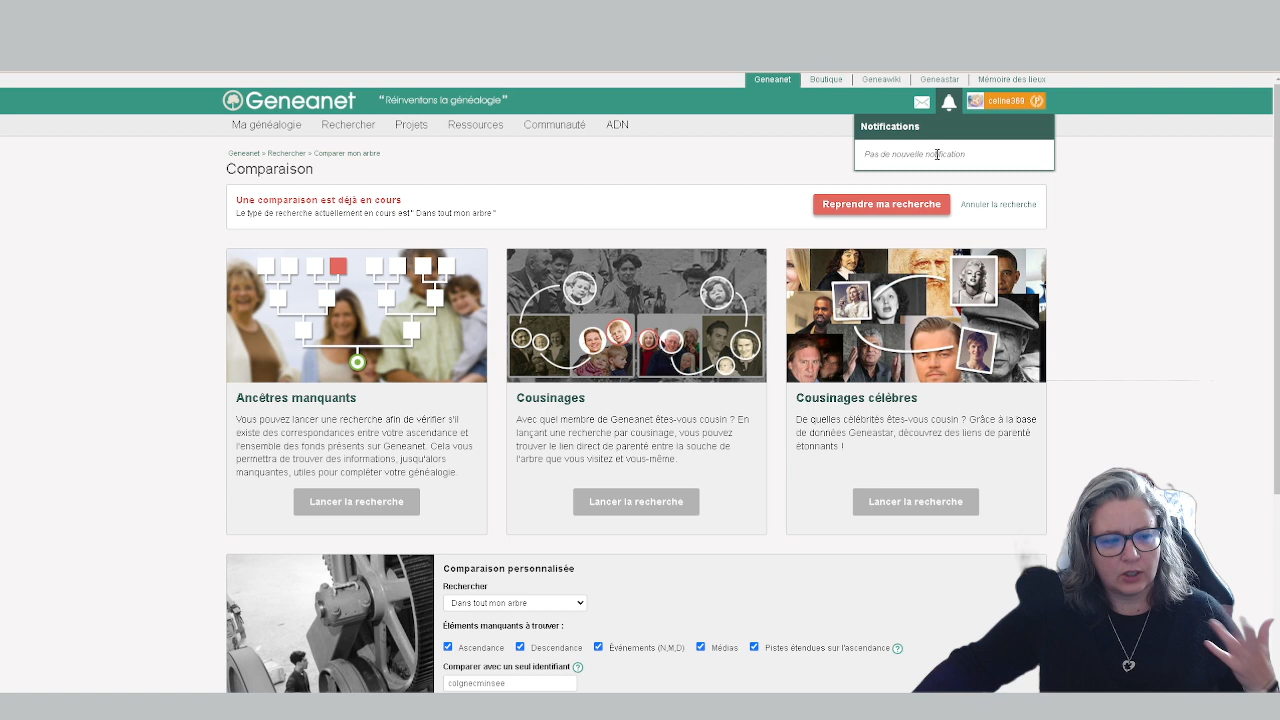 Geneanet
Boutique
Geneawiki
Geneastar
Mémoire des lieux
Geneanet
"Réinventons la généalogie"
celine369
Ma généalogie
Rechercher
Projets
Ressources
Communauté
ADN
Notifications
Pas de nouvelle notification
Geneanet » Rechercher » Comparer mon arbre
Comparaison
Une comparaison est déjà en cours
Le type de recherche actuellement en cours est " Dans tout mon arbre "
Reprendre ma recherche
Annuler la recherche
Ancêtres manquants
Vous pouvez lancer une recherche afin de vérifier s'il
existe des correspondances entre votre ascendance et
l'ensemble des fonds présents sur Geneanet. Cela vous
permettra de trouver des informations, jusqu'alors
manquantes, utiles pour compléter votre généalogie.
Lancer la recherche
Cousinages
Avec quel membre de Geneanet êtes-vous cousin ? En
lançant une recherche par cousinage, vous pouvez
trouver le lien direct de parenté entre la souche de
l'arbre que vous visitez et vous-même.
Lancer la recherche
Cousinages célèbres
De quelles célébrités êtes-vous cousin ? Grâce à la base
de données Geneastar, découvrez des liens de parenté
étonnants !
Lancer la recherche
Comparaison personnalisée
Rechercher
Dans tout mon arbre
Éléments manquants à trouver :
Ascendance
Descendance
Événements (N,M,D)
Médias
Pistes étendues sur l'ascendance ?
Comparer avec un seul identifiant ?
colgnecminsee